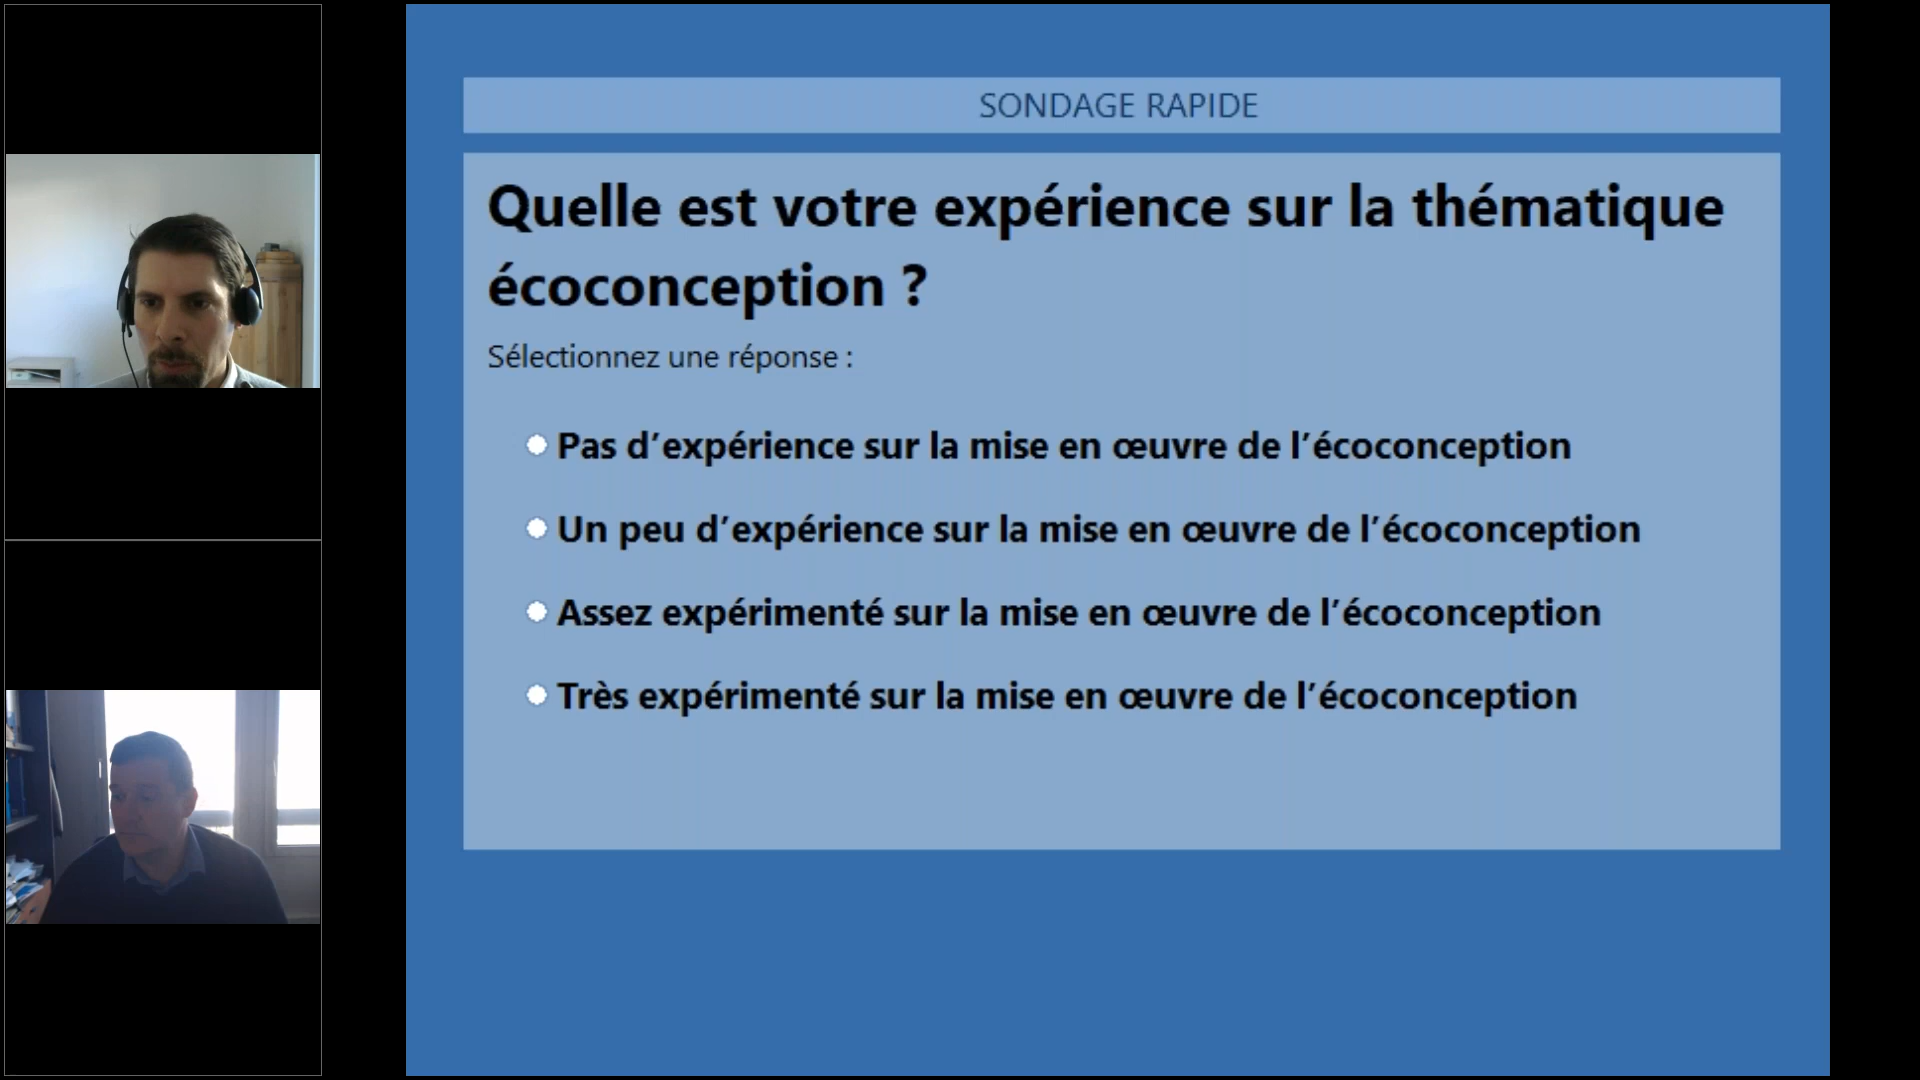 SONDAGE RAPIDE
Quelle est votre expérience sur la thématique
écoconception ?
Sélectionnez une réponse :
Pas d’expérience sur la mise en œuvre de l’écoconception
Un peu d’expérience sur la mise en œuvre de l’écoconception
Assez expérimenté sur la mise en œuvre de l’écoconception
Très expérimenté sur la mise en œuvre de l’écoconception